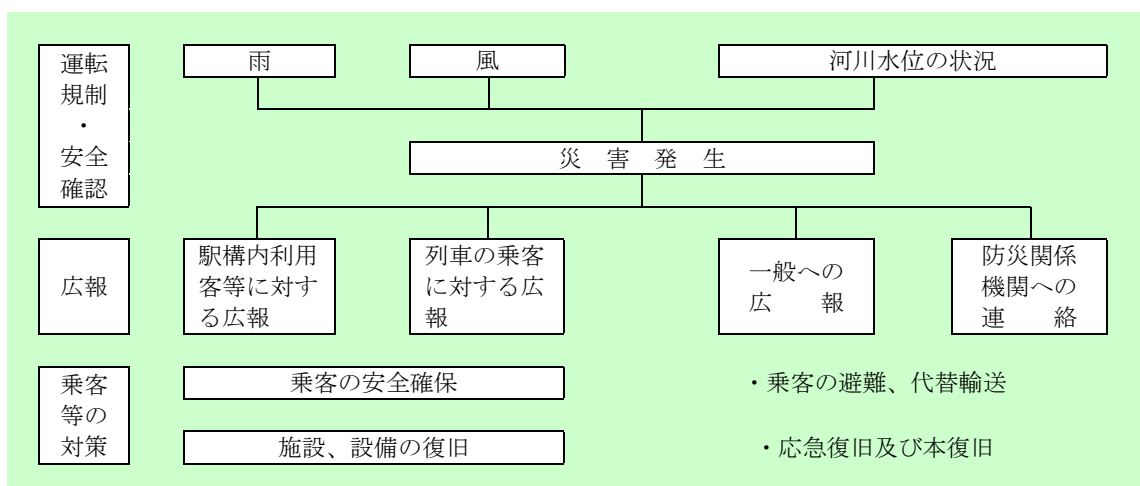 運転
規制
・
安全
確認
雨
風
河川水位の状況
災 害 発 生
広報
駅構内利用
客等に対す
る広報
列車の乗客
に対する広
報
一般への
広 報
防災関係
機関への
連 絡
乗客
等の
対策
乗客の安全確保
・乗客の避難、代替輸送
施設、設備の復旧
・応急復旧及び本復旧